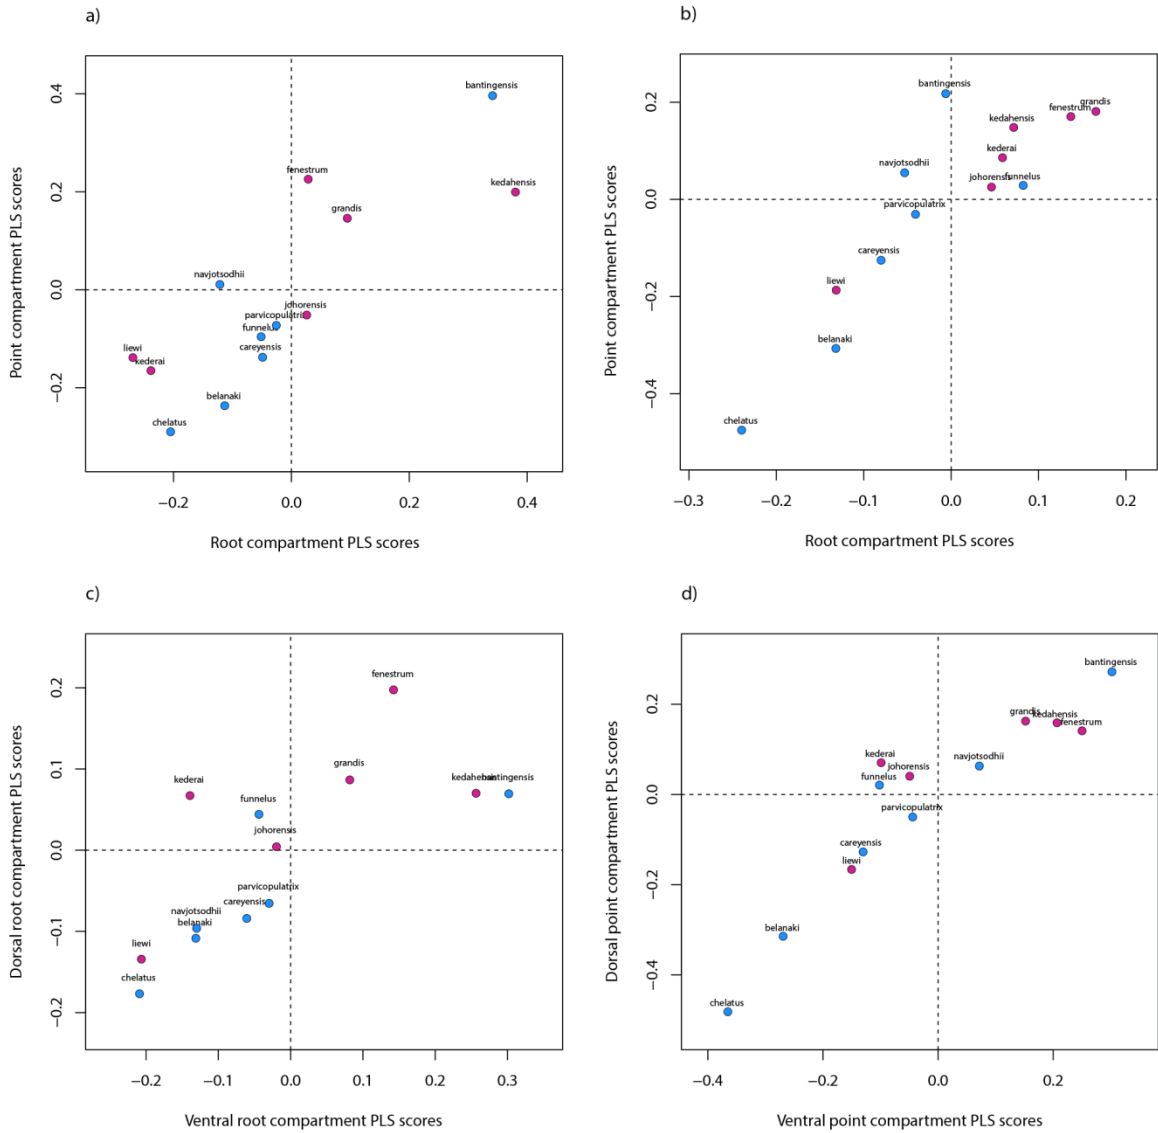 a)
bantingensis
fenestrum
kedahensis
grandis
navjotsodhii
johorensis
parvicopulatrix
funnelus
careyensis
liewi
kederai
belanaki
chelatus
0.4
0.2
0.0
−0.2
−0.2
0.0
0.2
0.4
Point compartment PLS scores
Root compartment PLS scores
b)
bantingensis
grandis
fenestrum
kedahensis
kederai
navjotsodhii
johorensis
funnelus
parvicopulatrix
careyensis
liewi
belanaki
chelatus
0.2
0.0
−0.2
−0.4
−0.3
−0.2
−0.1
0.0
0.1
0.2
Point compartment PLS scores
Root compartment PLS scores
c)
fenestrum
grandis
kederai
kedahensis
bantingensis
funnelus
johorensis
parvicopulatrix
careyensis
navjotsodhii
belanaki
liewi
chelatus
0.2
0.1
0.0
−0.1
−0.2
−0.2
−0.1
0.0
0.1
0.2
0.3
Dorsal root compartment PLS scores
Ventral root compartment PLS scores
d)
bantingensis
grandis
kedahensis
fenestrum
kederai
johorensis
navjotsodhii
funnelus
parvicopulatrix
careyensis
liewi
belanaki
chelatus
0.2
0.0
−0.2
−0.4
−0.4
−0.2
0.0
0.2
Dorsal point compartment PLS scores
Ventral point compartment PLS scores